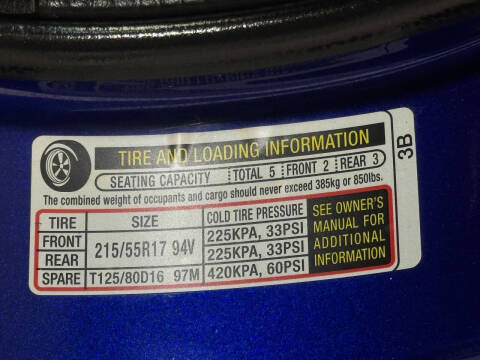 TIRE AND LOADING INFORMATION
SEATING CAPACITY TOTAL 5 FRONT 2 REAR 3
The combined weight of occupants and cargo should never exceed 385kg or 850lbs.
TIRE SIZE COLD TIRE PRESSURE
FRONT 215/55R17 94V 225KPA, 33PSI
REAR 225KPA, 33PSI
SPARE T125/80D16 97M 420KPA, 60PSI
SEE OWNER'S
MANUAL FOR
ADDITIONAL
INFORMATION
3B